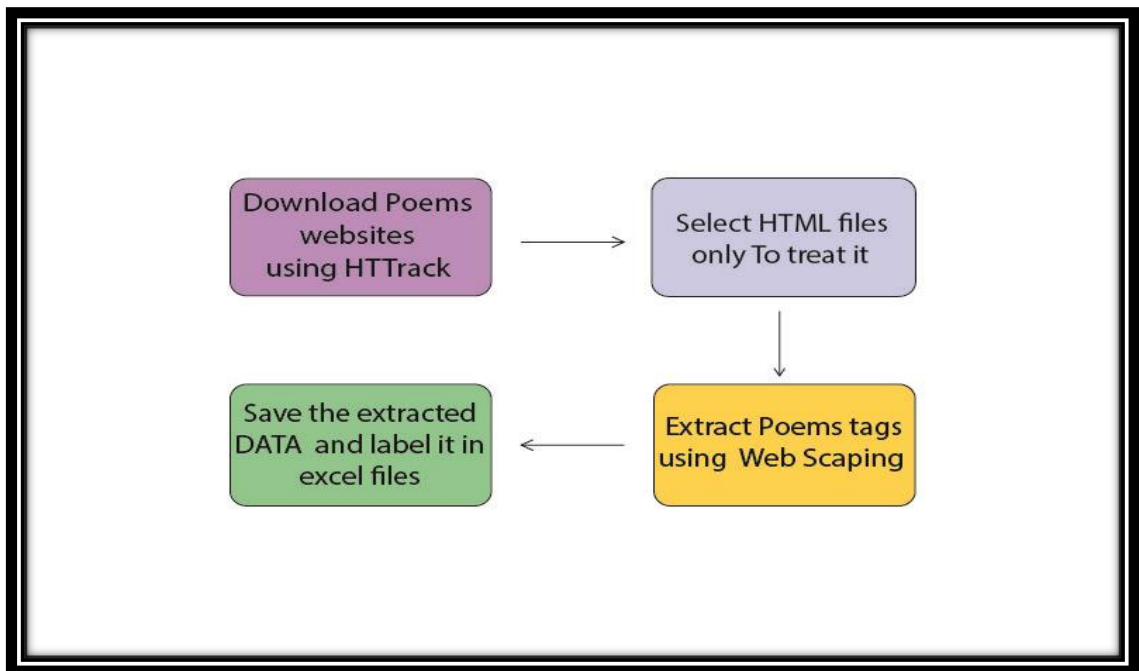 Download Poems
websites
using HTTrack
Select HTML files
only To treat it
Extract Poems tags
using Web Scaping
Save the extracted
DATA and label it in
excel files